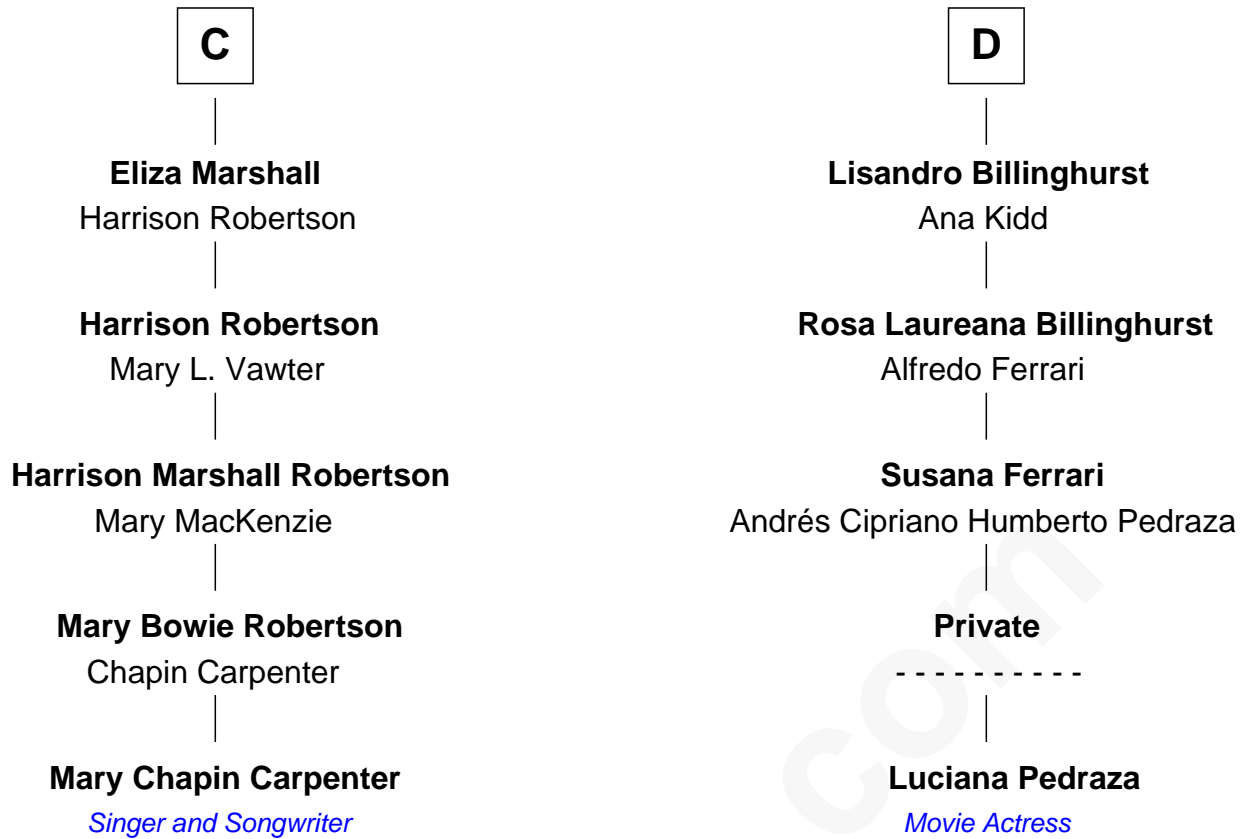 C
Eliza Marshall
Harrison Robertson
Harrison Robertson
Mary L. Vawter
Harrison Marshall Robertson
Mary MacKenzie
Mary Bowie Robertson
Chapin Carpenter
Mary Chapin Carpenter
Singer and Songwriter
D
Lisandro Billinghurst
Ana Kidd
Rosa Laureana Billinghurst
Alfredo Ferrari
Susana Ferrari
Andrés Cipriano Humberto Pedraza
Private
- - - - - - - - - -
Luciana Pedraza
Movie Actress
com